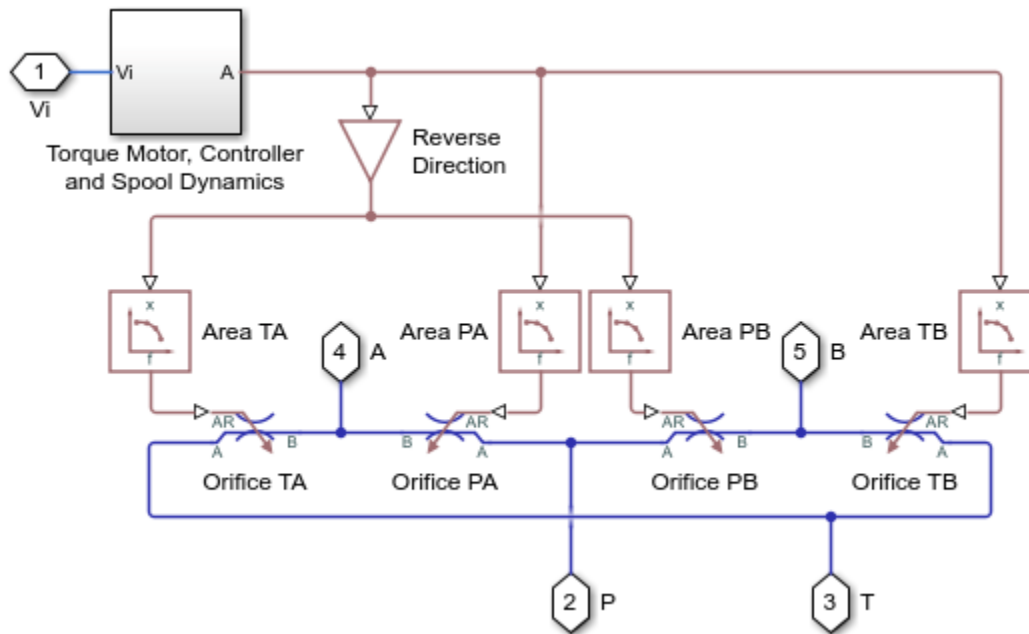 1
Vi
Vi
A
Torque Motor, Controller
and Spool Dynamics
Reverse
Direction
x
f
Area TA
4
A
Area PA
x
f
x
f
Area PB
5
B
Area TB
x
f
AR
A
B
Orifice TA
B
AR
A
Orifice PA
AR
A
B
Orifice PB
B
AR
A
Orifice TB
2
P
3
T